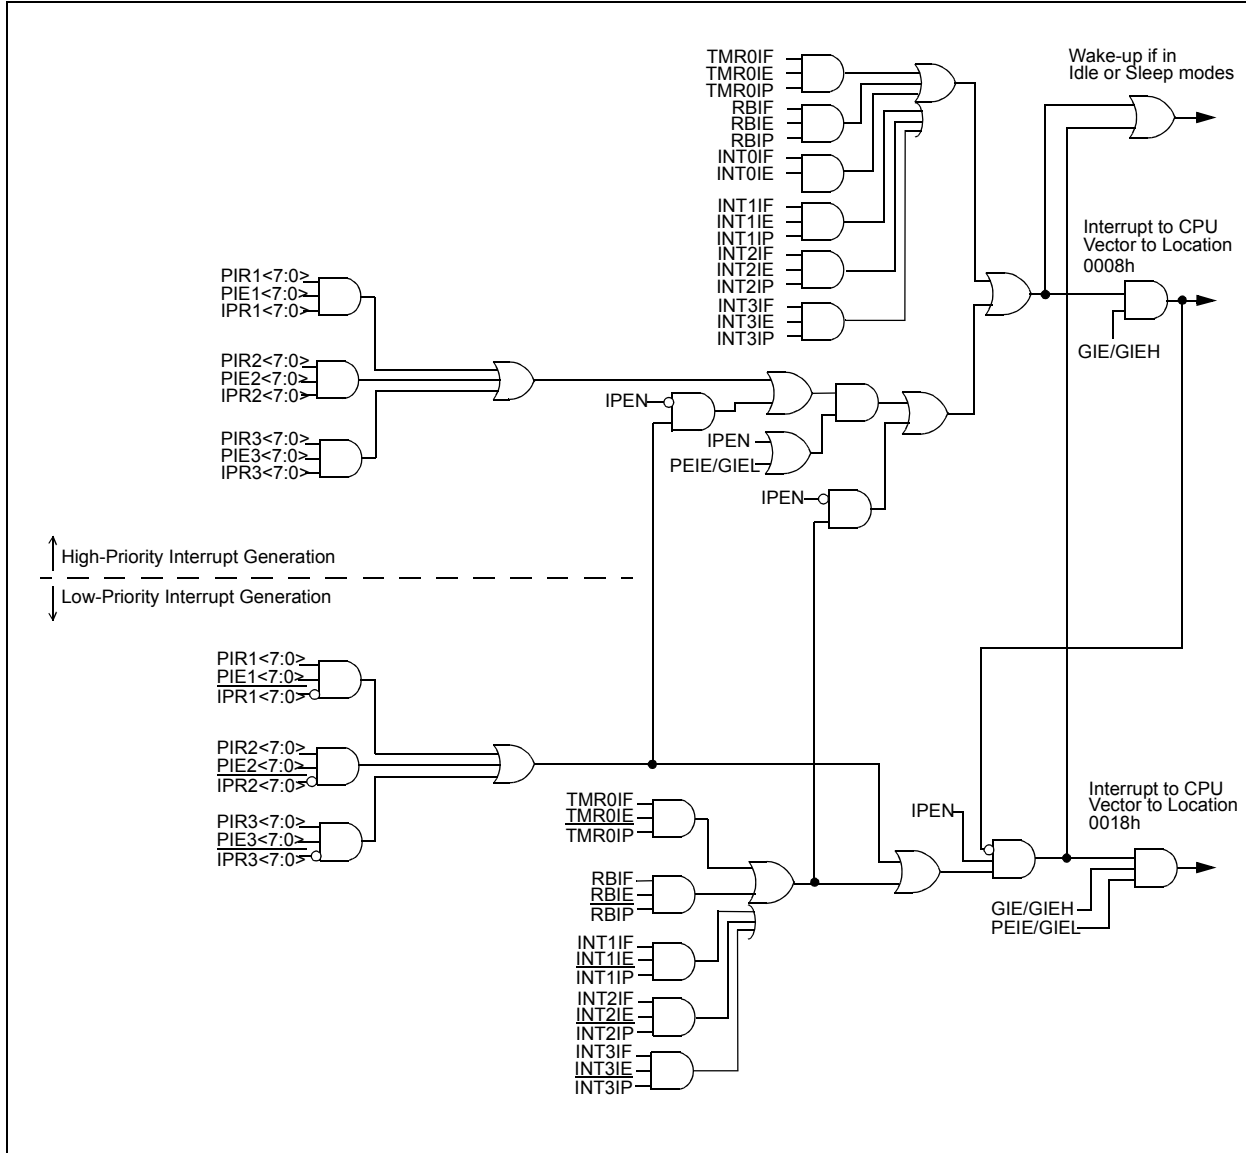 TMR0IF
TMR0IE
TMR0IP
RBIF
RBIE
RBIP
INT0IF
INT0IE
INT1IF
INT1IE
INT1IP
INT2IF
INT2IE
INT2IP
INT3IF
INT3IE
INT3IP
Wake-up if in
Idle or Sleep modes
Interrupt to CPU
Vector to Location
0008h
GIE/GIEH
PIR1<7:0>
PIE1<7:0>
IPR1<7:0>
PIR2<7:0>
PIE2<7:0>
IPR2<7:0>
PIR3<7:0>
PIE3<7:0>
IPR3<7:0>
IPEN
IPEN
PEIE/GIEL
IPEN
High-Priority Interrupt Generation
Low-Priority Interrupt Generation
PIR1<7:0>
PIE1<7:0>
IPR1<7:0>
PIR2<7:0>
PIE2<7:0>
IPR2<7:0>
PIR3<7:0>
PIE3<7:0>
IPR3<7:0>
TMR0IF
TMR0IE
TMR0IP
RBIF
RBIE
RBIP
INT1IF
INT1IE
INT1IP
INT2IF
INT2IE
INT2IP
INT3IF
INT3IE
INT3IP
IPEN
Interrupt to CPU
Vector to Location
0018h
GIE/GIEH
PEIE/GIEL